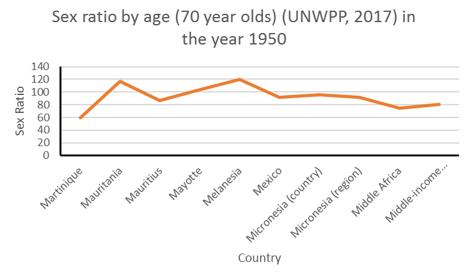 Sex ratio by age (70 year olds) (UNWPP, 2017) in
the year 1950
Sex Ratio
140
120
100
80
60
40
20
0
Martinique
Mauritania
Mauritius
Mayotte
Melanesia
Mexico
Micronesia (country)
Micronesia (region)
Middle Africa
Middle-income...
Country